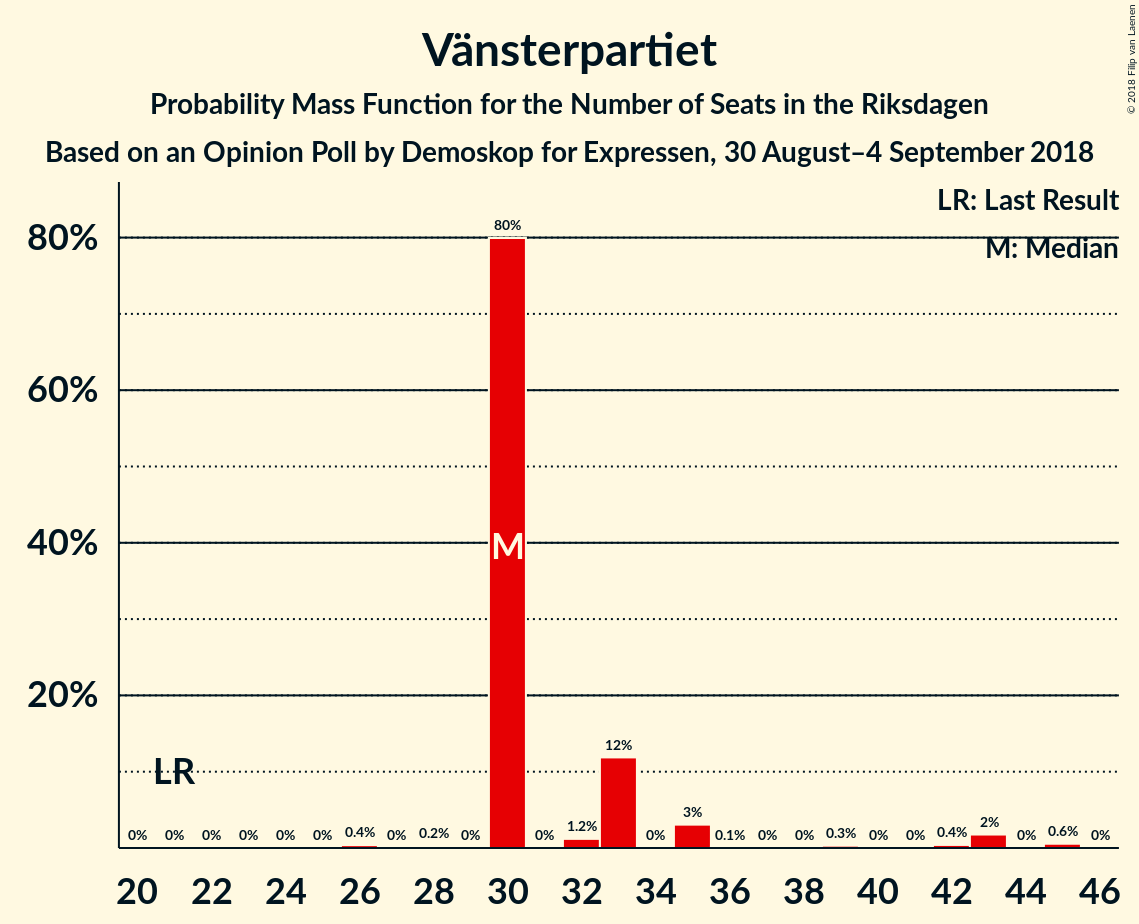 Vänsterpartiet
Probability Mass Function for the Number of Seats in the Riksdagen
Based on an Opinion Poll by Demoskop for Expressen, 30 August–4 September 2018
© 2018 Filip van Laenen
LR: Last Result
M: Median
80%
60%
40%
20%
LR
M
0% 0% 0% 0% 0% 0% 0.4% 0% 0.2% 0% 80% 0% 1.2% 12% 0% 3% 0.1% 0% 0% 0.3% 0% 0% 0.4% 2% 0% 0.6% 0%
20 22 24 26 28 30 32 34 36 38 40 42 44 46